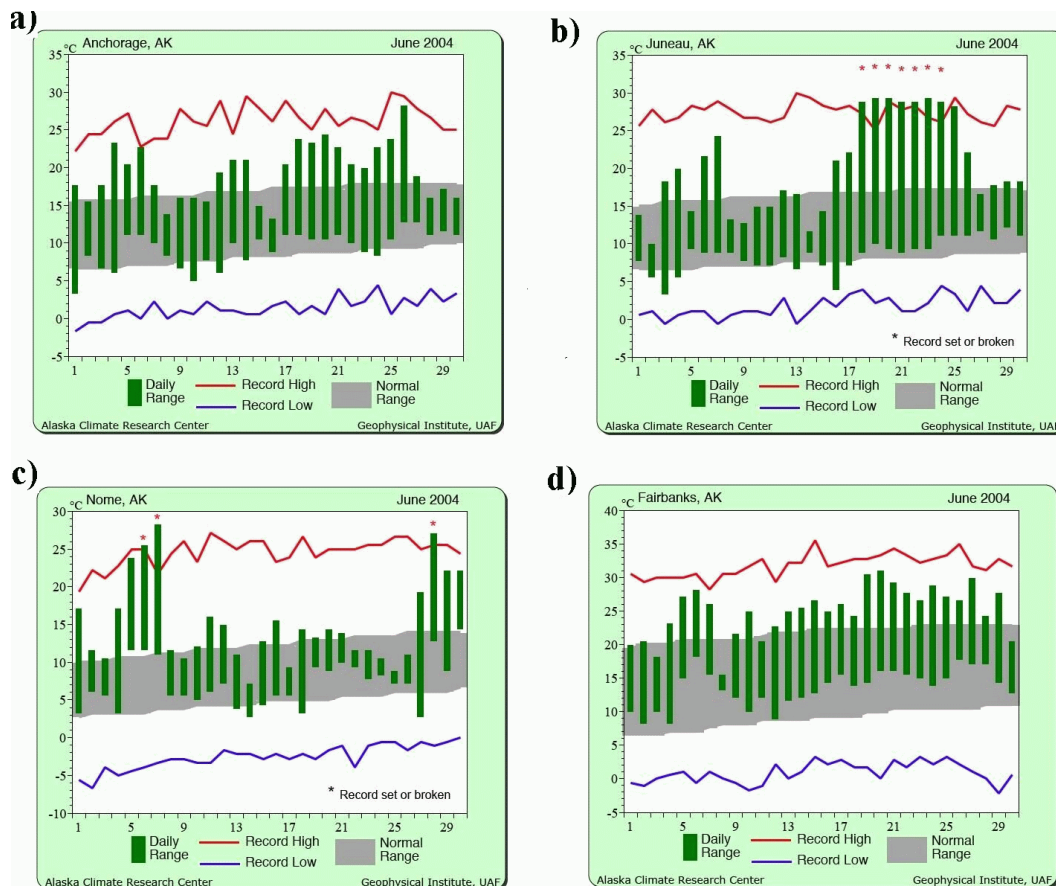 a)
°C Anchorage, AK June 2004
35
30
25
20
15
10
5
0
-5
1 5 9 13 17 21 25 29
Daily Range
Record High
Record Low
Normal Range
Alaska Climate Research Center Geophysical Institute, UAF
b)
°C Juneau, AK June 2004
35
* * * * * * *
30
25
20
15
10
5
0
* Record set or broken
-5
1 5 9 13 17 21 25 29
Daily Range
Record High
Record Low
Normal Range
Alaska Climate Research Center Geophysical Institute, UAF
c)
°C Nome, AK June 2004
30
* * *
25
20
15
10
5
0
-5
* Record set or broken
-10
1 5 9 13 17 21 25 29
Daily Range
Record High
Record Low
Normal Range
Alaska Climate Research Center Geophysical Institute, UAF
d)
°C Fairbanks, AK June 2004
40
35
30
25
20
15
10
5
0
-5
1 5 9 13 17 21 25 29
Daily Range
Record High
Record Low
Normal Range
Alaska Climate Research Center Geophysical Institute, UAF